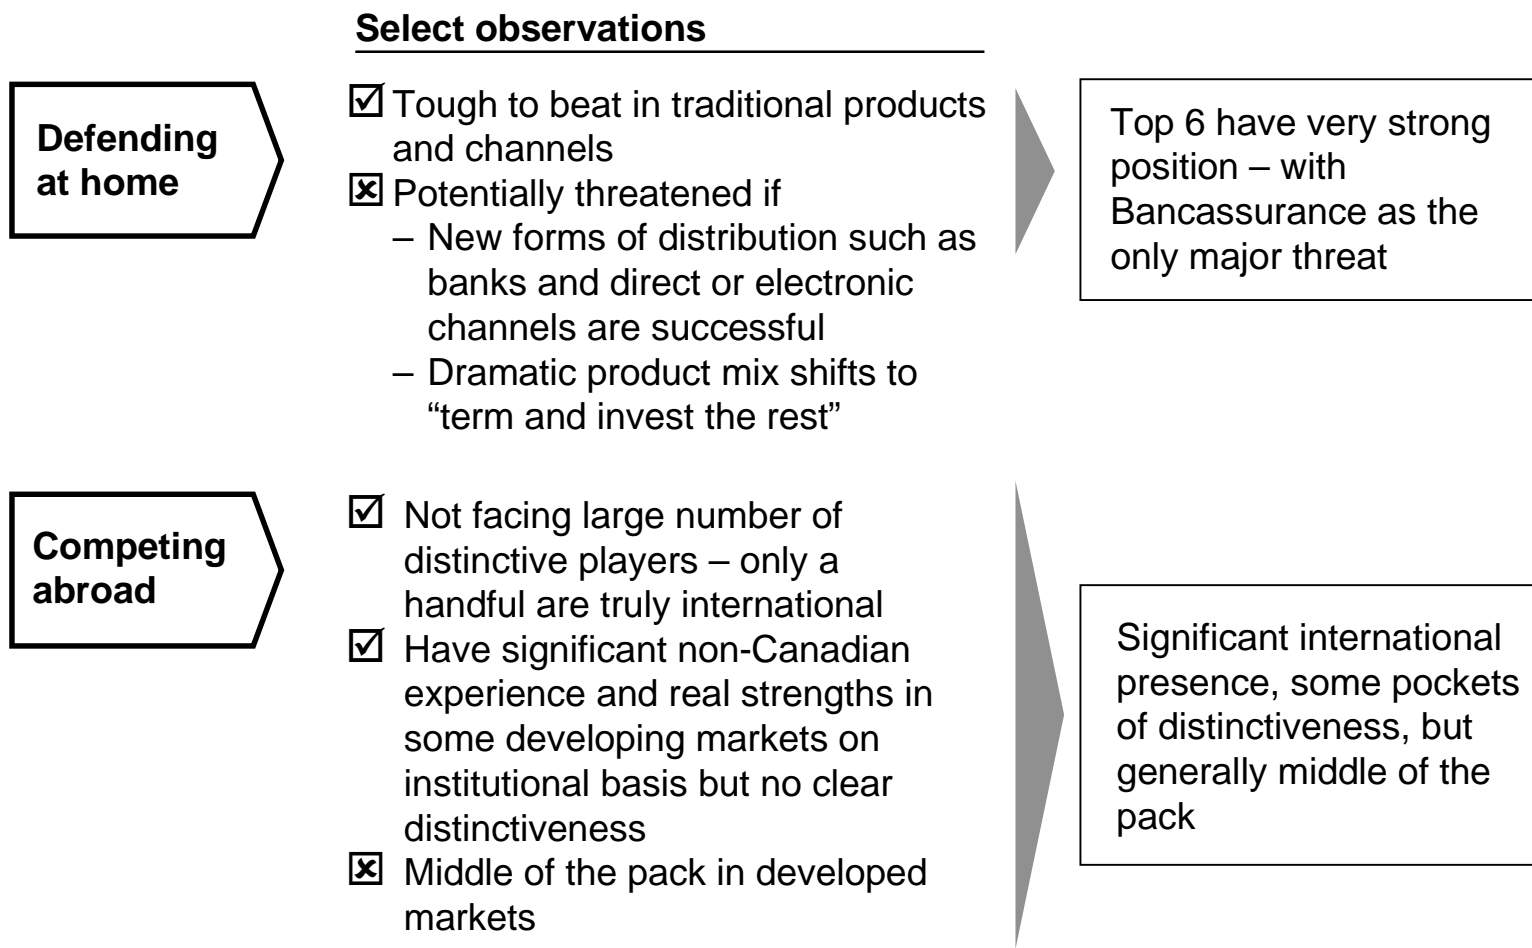 Select observations
Defending
at home
☑ Tough to beat in traditional products
and channels
☒ Potentially threatened if
– New forms of distribution such as
banks and direct or electronic
channels are successful
– Dramatic product mix shifts to
“term and invest the rest”
Top 6 have very strong
position – with
Bancassurance as the
only major threat
Competing
abroad
☑ Not facing large number of
distinctive players – only a
handful are truly international
☑ Have significant non-Canadian
experience and real strengths in
some developing markets on
institutional basis but no clear
distinctiveness
☒ Middle of the pack in developed
markets
Significant international
presence, some pockets
of distinctiveness, but
generally middle of the
pack